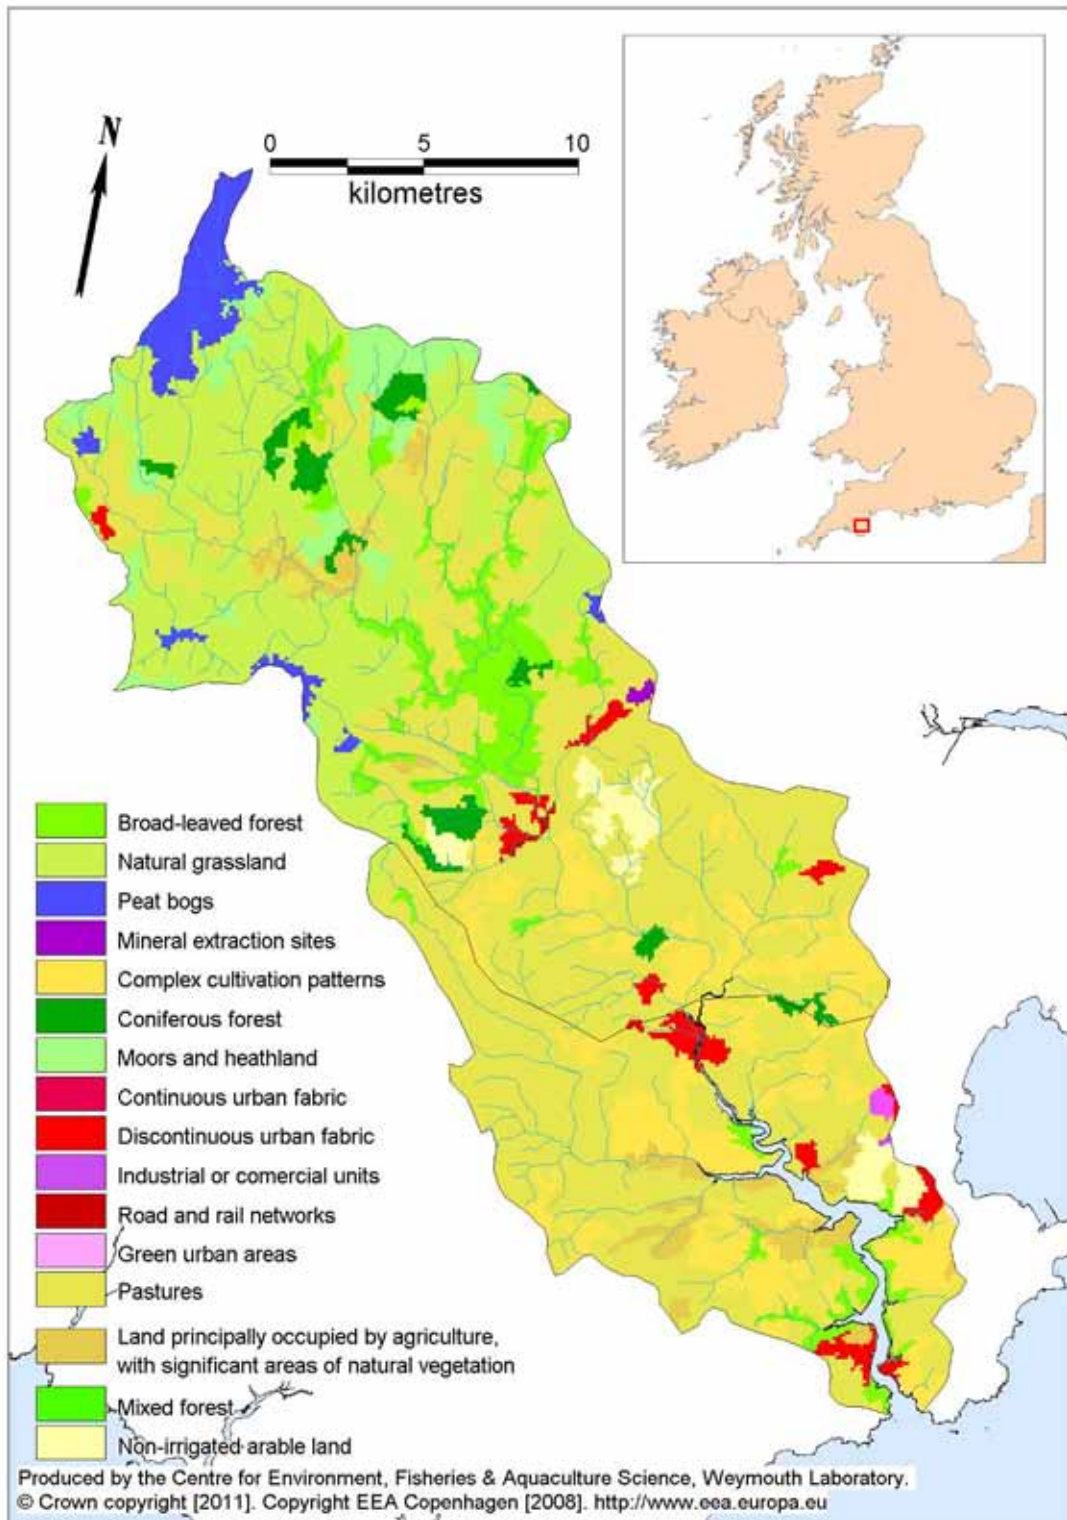 N
0 5 10
kilometres
Broad-leaved forest
Natural grassland
Peat bogs
Mineral extraction sites
Complex cultivation patterns
Coniferous forest
Moors and heathland
Continuous urban fabric
Discontinuous urban fabric
Industrial or comercial units
Road and rail networks
Green urban areas
Pastures
Land principally occupied by agriculture,
with significant areas of natural vegetation
Mixed forest
Non-irrigated arable land
Produced by the Centre for Environment, Fisheries & Aquaculture Science, Weymouth Laboratory.
© Crown copyright [2011]. Copyright EEA Copenhagen [2008]. http://www.eea.europa.eu